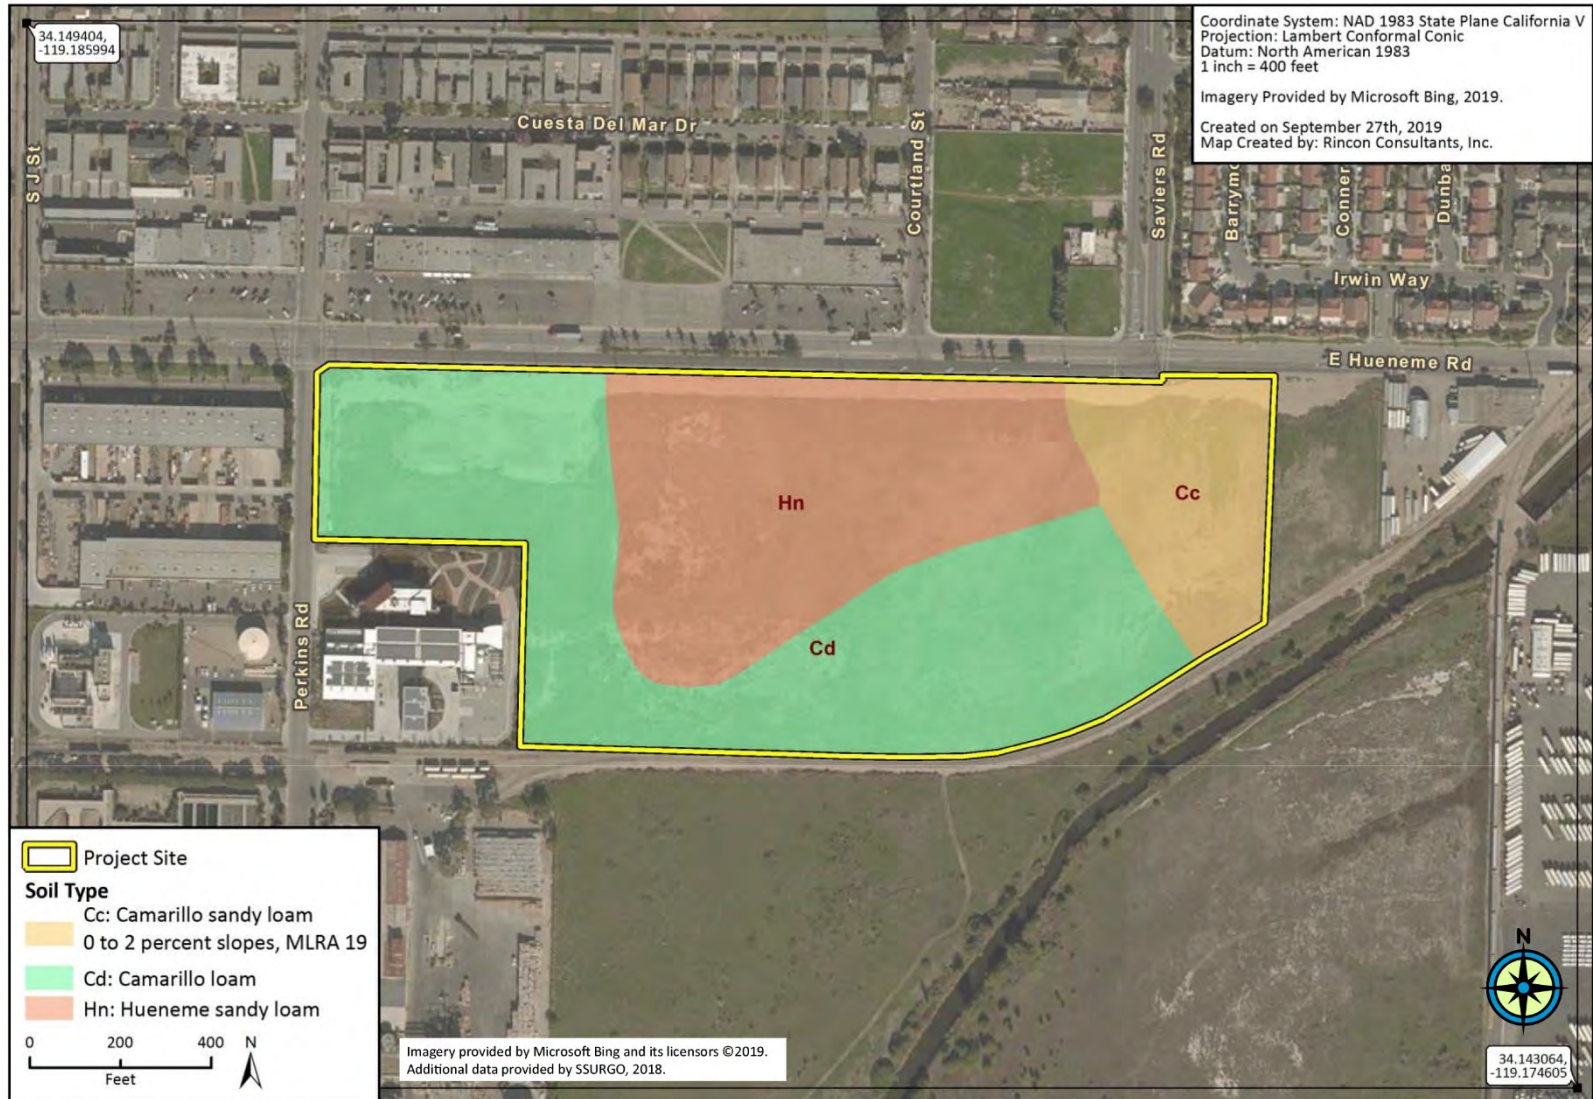 34.149404,
-119.185994
Coordinate System: NAD 1983 State Plane California V
Projection: Lambert Conformal Conic
Datum: North American 1983
1 inch = 400 feet
Imagery Provided by Microsoft Bing, 2019.
Created on September 27th, 2019
Map Created by: Rincon Consultants, Inc.
Cuesta Del Mar Dr
S J St
Courtland St
Saviers Rd
Barrymo
Conner
Dunba
Irwin Way
E Hueneme Rd
Hn
Cc
Cd
Perkins Rd
Project Site
Soil Type
Cc: Camarillo sandy loam
0 to 2 percent slopes, MLRA 19
Cd: Camarillo loam
Hn: Hueneme sandy loam
0 200 400
Feet
N
Imagery provided by Microsoft Bing and its licensors ©2019.
Additional data provided by SSURGO, 2018.
N
34.143064,
-119.174605